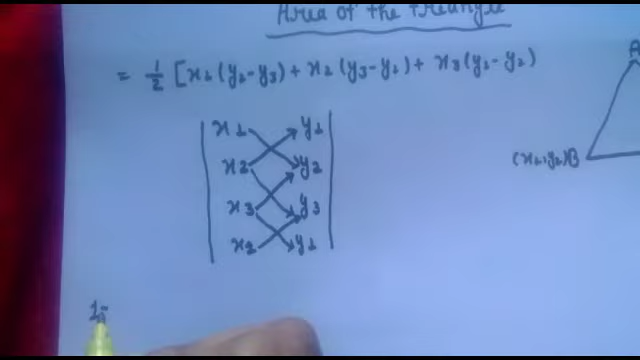 Area of the triangle
= 1/2 [x1(y2-y3) + x2(y3-y1) + x3(y1-y2)
A
x1 y1
x2 y2
(x2,y2)B
x3 y3
x1 y1